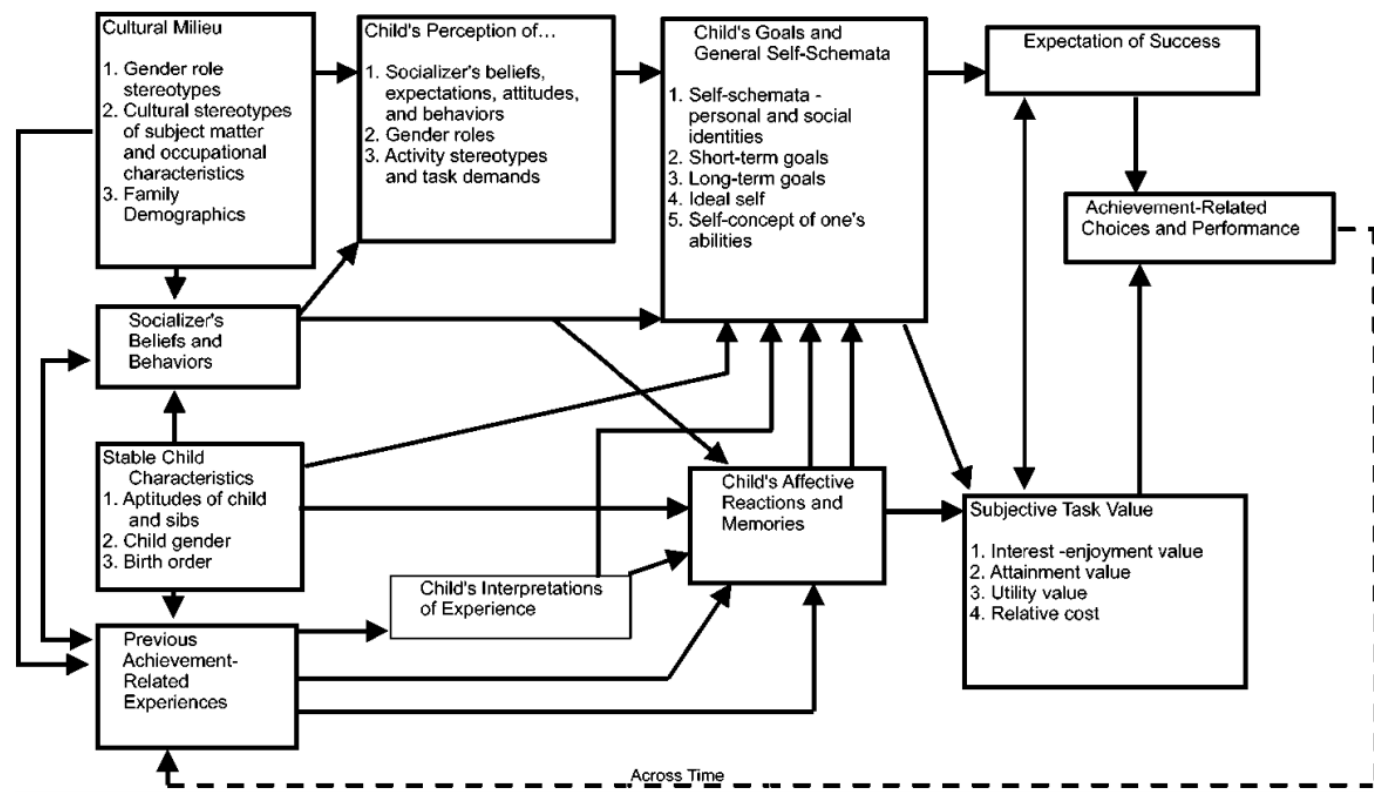 Cultural Milieu
1. Gender role
stereotypes
2. Cultural stereotypes
of subject matter
and occupational
characteristics
3. Family
Demographics
Child's Perception of...
1. Socializer's beliefs,
expectations, attitudes,
and behaviors
2. Gender roles
3. Activity stereotypes
and task demands
Child's Goals and
General Self-Schemata
1. Self-schemata -
personal and social
identities
2. Short-term goals
3. Long-term goals
4. Ideal self
5. Self-concept of one's
abilities
Expectation of Success
Achievement-Related
Choices and Performance
Socializer's
Beliefs and
Behaviors
Stable Child
Characteristics
1. Aptitudes of child
and sibs
2. Child gender
3. Birth order
Child's Affective
Reactions and
Memories
Subjective Task Value
1. Interest -enjoyment value
2. Attainment value
3. Utility value
4. Relative cost
Child's Interpretations
of Experience
Previous
Achievement-
Related
Experiences
Across Time